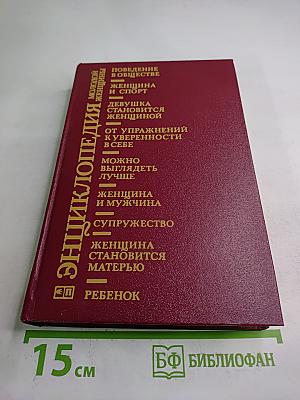 ЭНЦИКЛОПЕДИЯ
МОЛОДОЙ
ЖЕНЩИНЫ
ПОВЕДЕНИЕ
В ОБЩЕСТВЕ
ЖЕНЩИНА
И СПОРТ
ДЕВУШКА
СТАНОВИТСЯ
ЖЕНЩИНОЙ
ОТ УПРАЖНЕНИЙ
К УВЕРЕННОСТИ
В СЕБЕ
МОЖНО
ВЫГЛЯДЕТЬ
ЛУЧШЕ
ЖЕНЩИНА
И МУЖЧИНА
СУПРУЖЕСТВО
ЖЕНЩИНА
СТАНОВИТСЯ
МАТЕРЬЮ
РЕБЕНОК
15 см
БФ БИБЛИОФАН